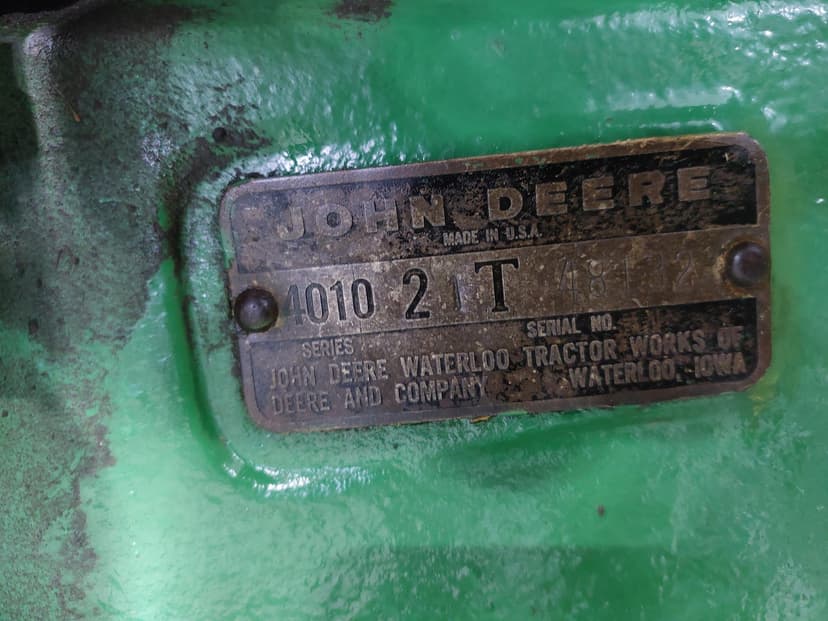 JOHN DEERE
MADE IN U.S.A.
4010 2 T
SERIES SERIAL NO.
JOHN DEERE WATERLOO TRACTOR WORKS OF
DEERE AND COMPANY WATERLOO, IOWA